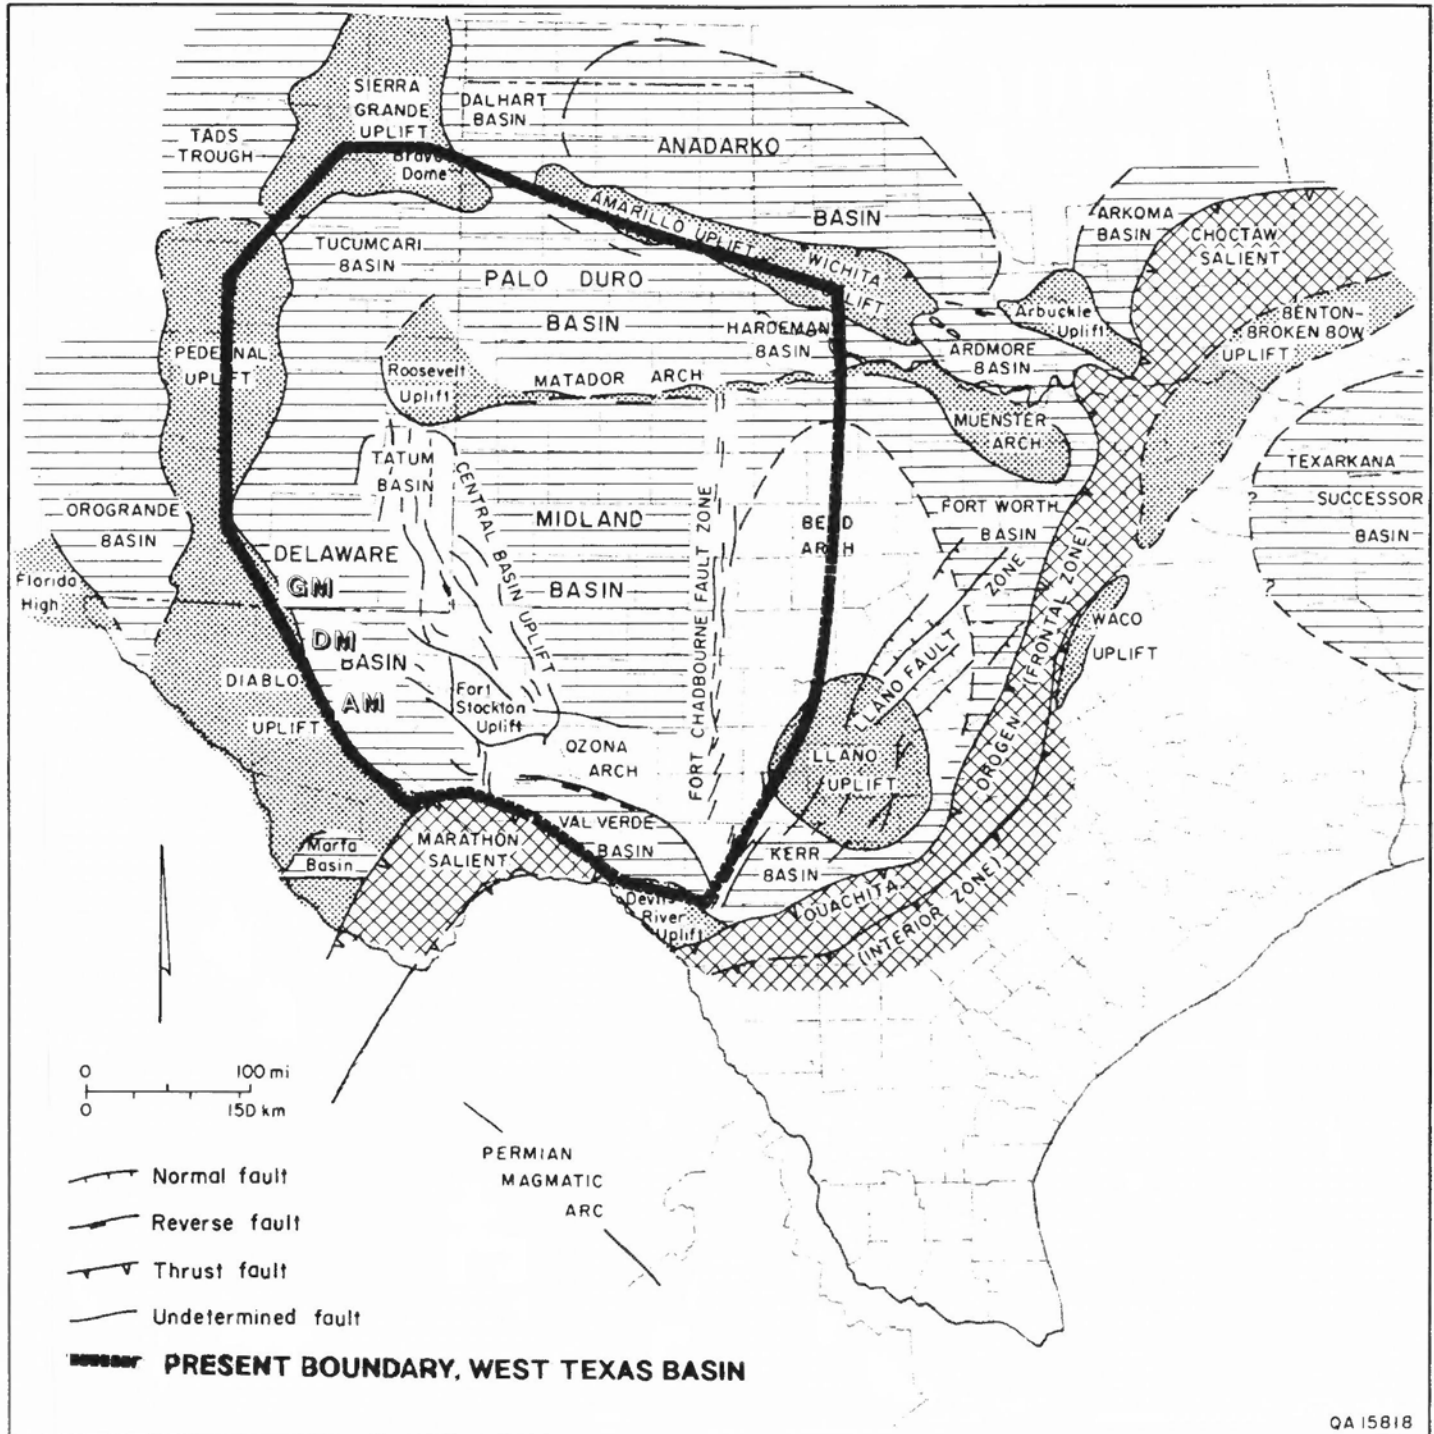 SIERRA
GRANDE
UPLIFT
DALHART
BASIN
TADS
TROUGH
Bravo
Dome
ANADARKO
BASIN
AMARILLO UPLIFT
WICHITA
UPLIFT
ARKOMA
BASIN
CHOCTAW
SALIENT
TUCUMCARI
BASIN
PALO DURO
BASIN
HARDEMAN
BASIN
Arbuckle
Uplift
ARDMORE
BASIN
BENTON-
BROKEN BOW
UPLIFT
PEDERNAL
UPLIFT
Roosevelt
Uplift
MATADOR ARCH
MUENSTER
ARCH
TATUM
BASIN
CENTRAL BASIN UPLIFT
MIDLAND
BASIN
FORT CHADBOURNE FAULT ZONE
BEND
ARCH
FORT WORTH
BASIN
TEXARKANA
SUCCESSOR
BASIN
OROGRANDE
BASIN
DELAWARE
GM
DM
BASIN
AM
Florida
High
LLANO FAULT
ZONE
WACO
UPLIFT
DIABLO
UPLIFT
Fort
Stockton
Uplift
OZONA
ARCH
LLANO
UPLIFT
OUACHITA
OROGEN
(FRONTAL ZONE)
(INTERIOR ZONE)
Marfa
Basin
MARATHON
SALIENT
VAL VERDE
BASIN
KERR
BASIN
Devils
River
Uplift
0 100 mi
0 150 km
PERMIAN
MAGMATIC
ARC
Normal fault
Reverse fault
Thrust fault
Undetermined fault
PRESENT BOUNDARY, WEST TEXAS BASIN
QA15818